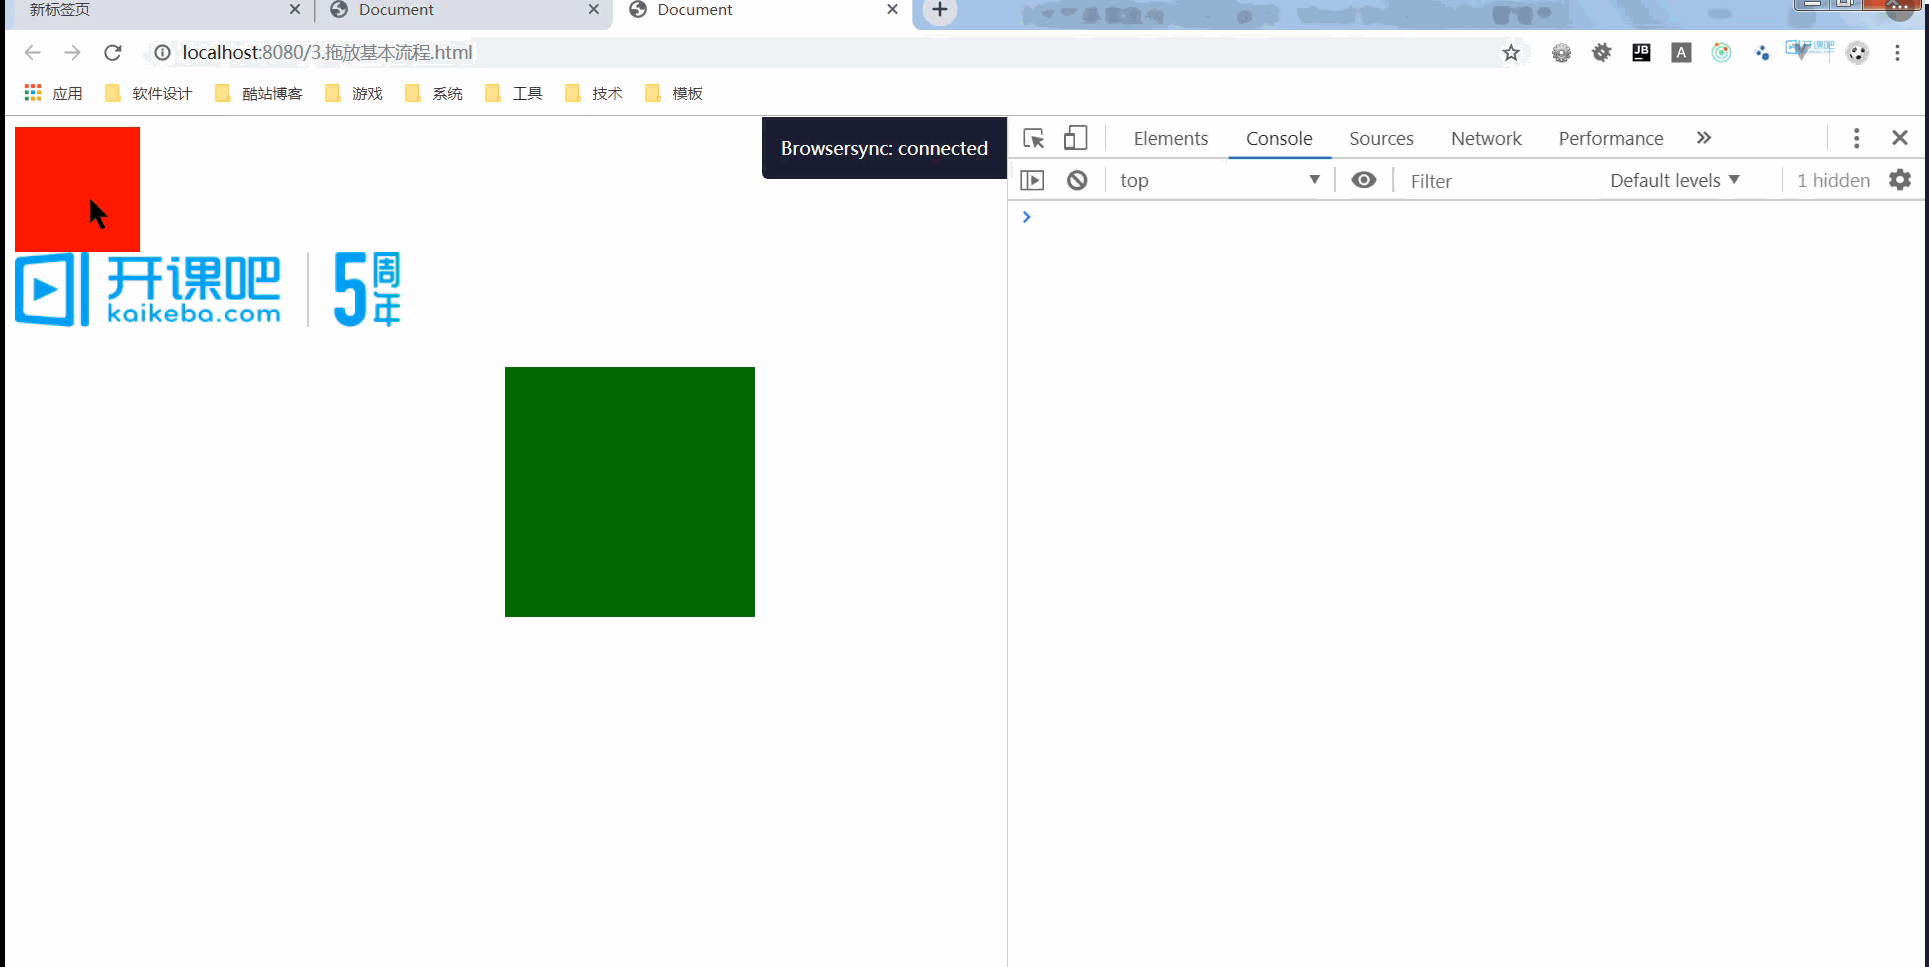 新标签页 Document Document
localhost:8080/3.拖放基本流程.html
应用 软件设计 酷站博客 游戏 系统 工具 技术 模板
Browsersync: connected
Elements Console Sources Network Performance
top Filter Default levels 1 hidden
开课吧
kaikeba.com
5周年
JB
A